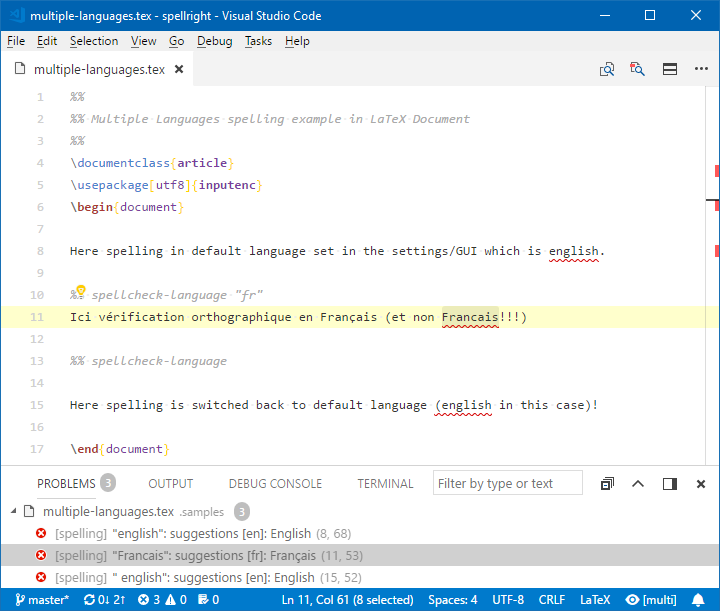 multiple-languages.tex - spellright - Visual Studio Code
File Edit Selection View Go Debug Tasks Help
multiple-languages.tex
1 %%
2 %% Multiple Languages spelling example in LaTeX Document
3 %%
4 \documentclass{article}
5 \usepackage[utf8]{inputenc}
6 \begin{document}
7
8 Here spelling in default language set in the settings/GUI which is english.
9
10 %% spellcheck-language "fr"
11 Ici vérification orthographique en Français (et non Francais!!!)
12
13 %% spellcheck-language
14
15 Here spelling is switched back to default language (english in this case)!
16
17 \end{document}
PROBLEMS 3 OUTPUT DEBUG CONSOLE TERMINAL Filter by type or text
multiple-languages.tex .samples 3
[spelling] "english": suggestions [en]: English (8, 68)
[spelling] "Francais": suggestions [fr]: Français (11, 53)
[spelling] " english": suggestions [en]: English (15, 52)
master* 0↓ 2↑ 3 0 0 Ln 11, Col 61 (8 selected) Spaces: 4 UTF-8 CRLF LaTeX [multi]